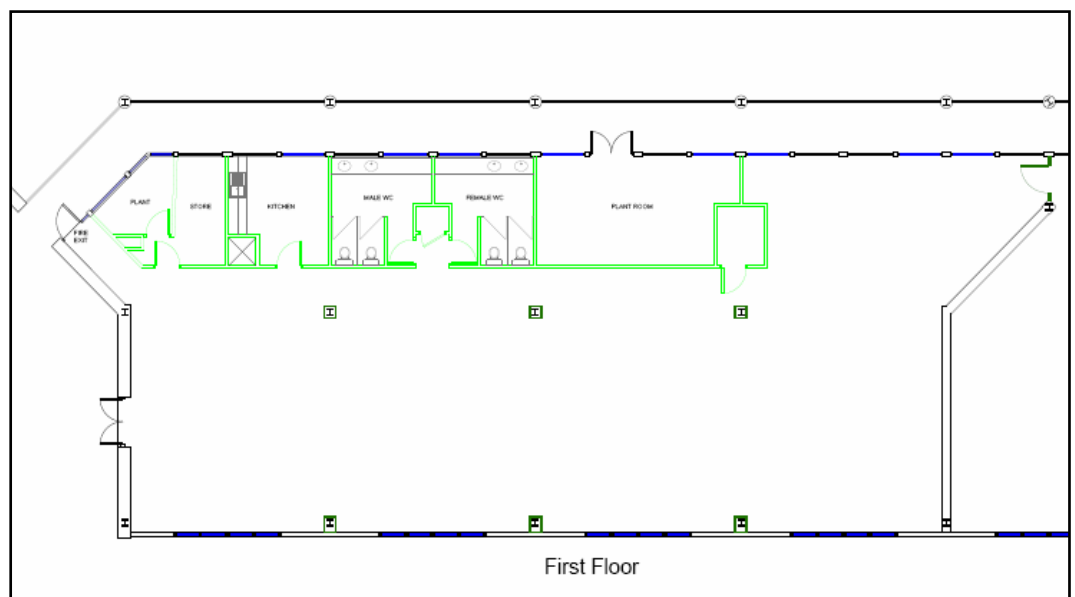 PLANT
STORE
KITCHEN
MALE WC
FEMALE WC
PLANT ROOM
FIRE
EXIT
First Floor